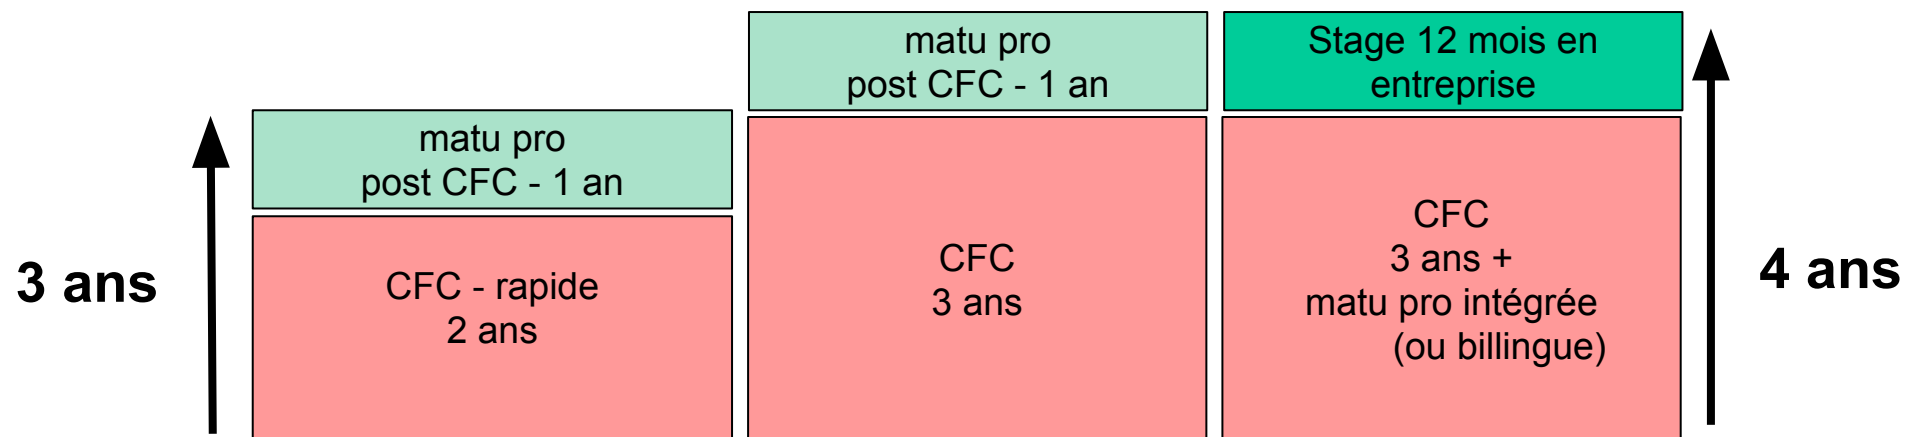 3 ans
matu pro
post CFC - 1 an
CFC - rapide
2 ans
matu pro
post CFC - 1 an
CFC
3 ans
Stage 12 mois en
entreprise
CFC
3 ans +
matu pro intégrée
(ou billingue)
4 ans